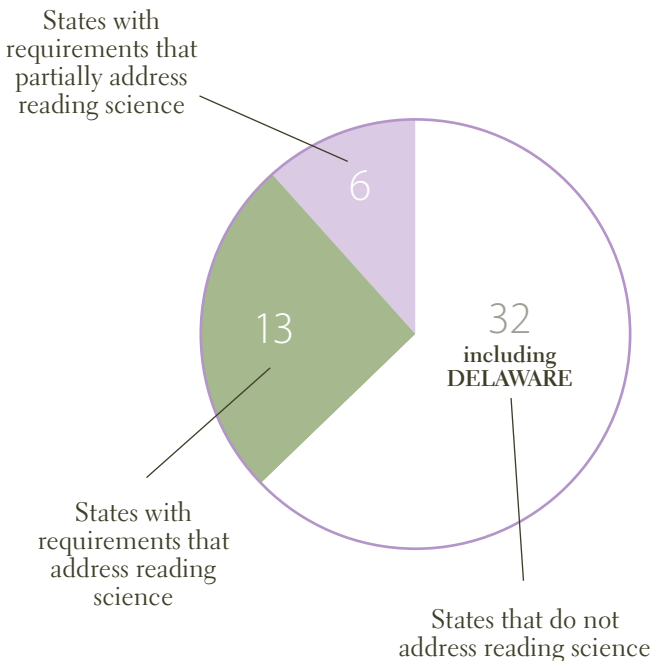 States with
requirements that
partially address
reading science
6
13
32
including
DELAWARE
States with
requirements that
address reading
science
States that do not
address reading science